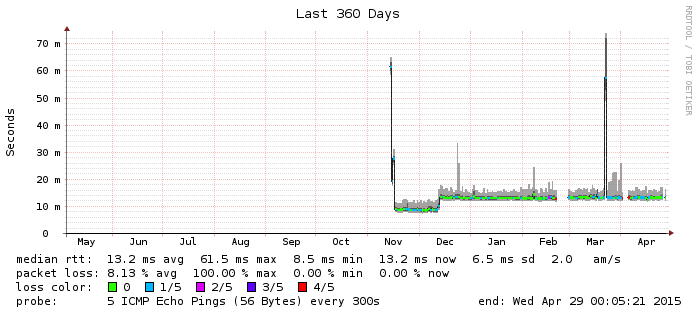 Last 360 Days
RRDTOOL / TOBI OETIKER
Seconds
70 m
60 m
50 m
40 m
30 m
20 m
10 m
0
May Jun Jul Aug Sep Oct Nov Dec Jan Feb Mar Apr
median rtt: 13.2 ms avg 61.5 ms max 8.5 ms min 13.2 ms now 6.5 ms sd 2.0 am/s
packet loss: 8.13 % avg 100.00 % max 0.00 % min 0.00 % now
loss color: 0 1/5 2/5 3/5 4/5
probe: 5 ICMP Echo Pings (56 Bytes) every 300s end: Wed Apr 29 00:05:21 2015